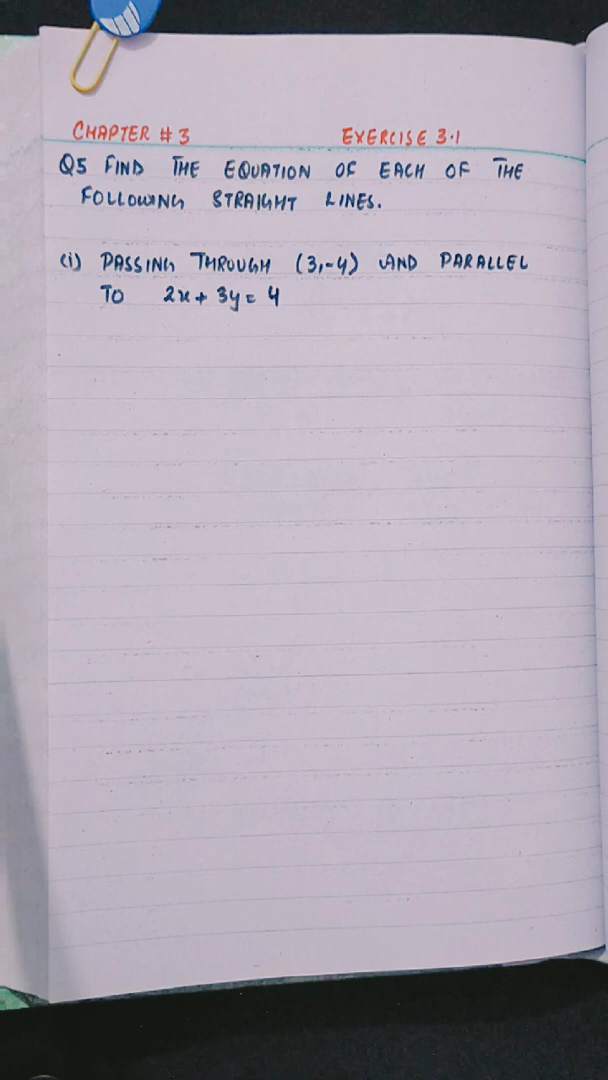 CHAPTER # 3 EXERCISE 3.1
Q5 FIND THE EQUATION OF EACH OF THE
FOLLOWING STRAIGHT LINES.
(i) PASSING THROUGH (3,-4) AND PARALLEL
TO 2x + 3y = 4